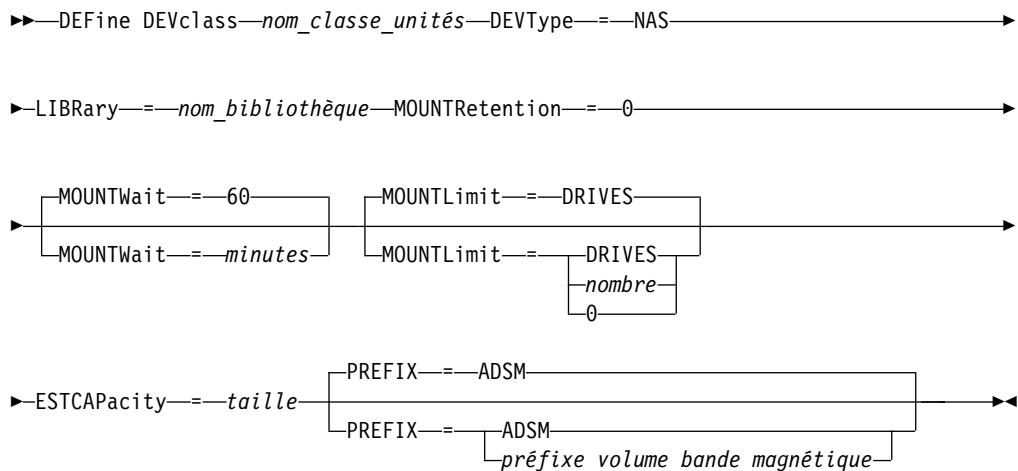 DEFine DEVclass nom_classe_unités DEVType = NAS
LIBRary = nom_bibliothèque MOUNTRetention = 0
MOUNTWait = 60 MOUNTLimit = DRIVES
MOUNTWait = minutes MOUNTLimit = DRIVES
nombre
0
PREFIX = ADSM
ESTCAPacity = taille
PREFIX = ADSM
préfixe volume bande magnétique